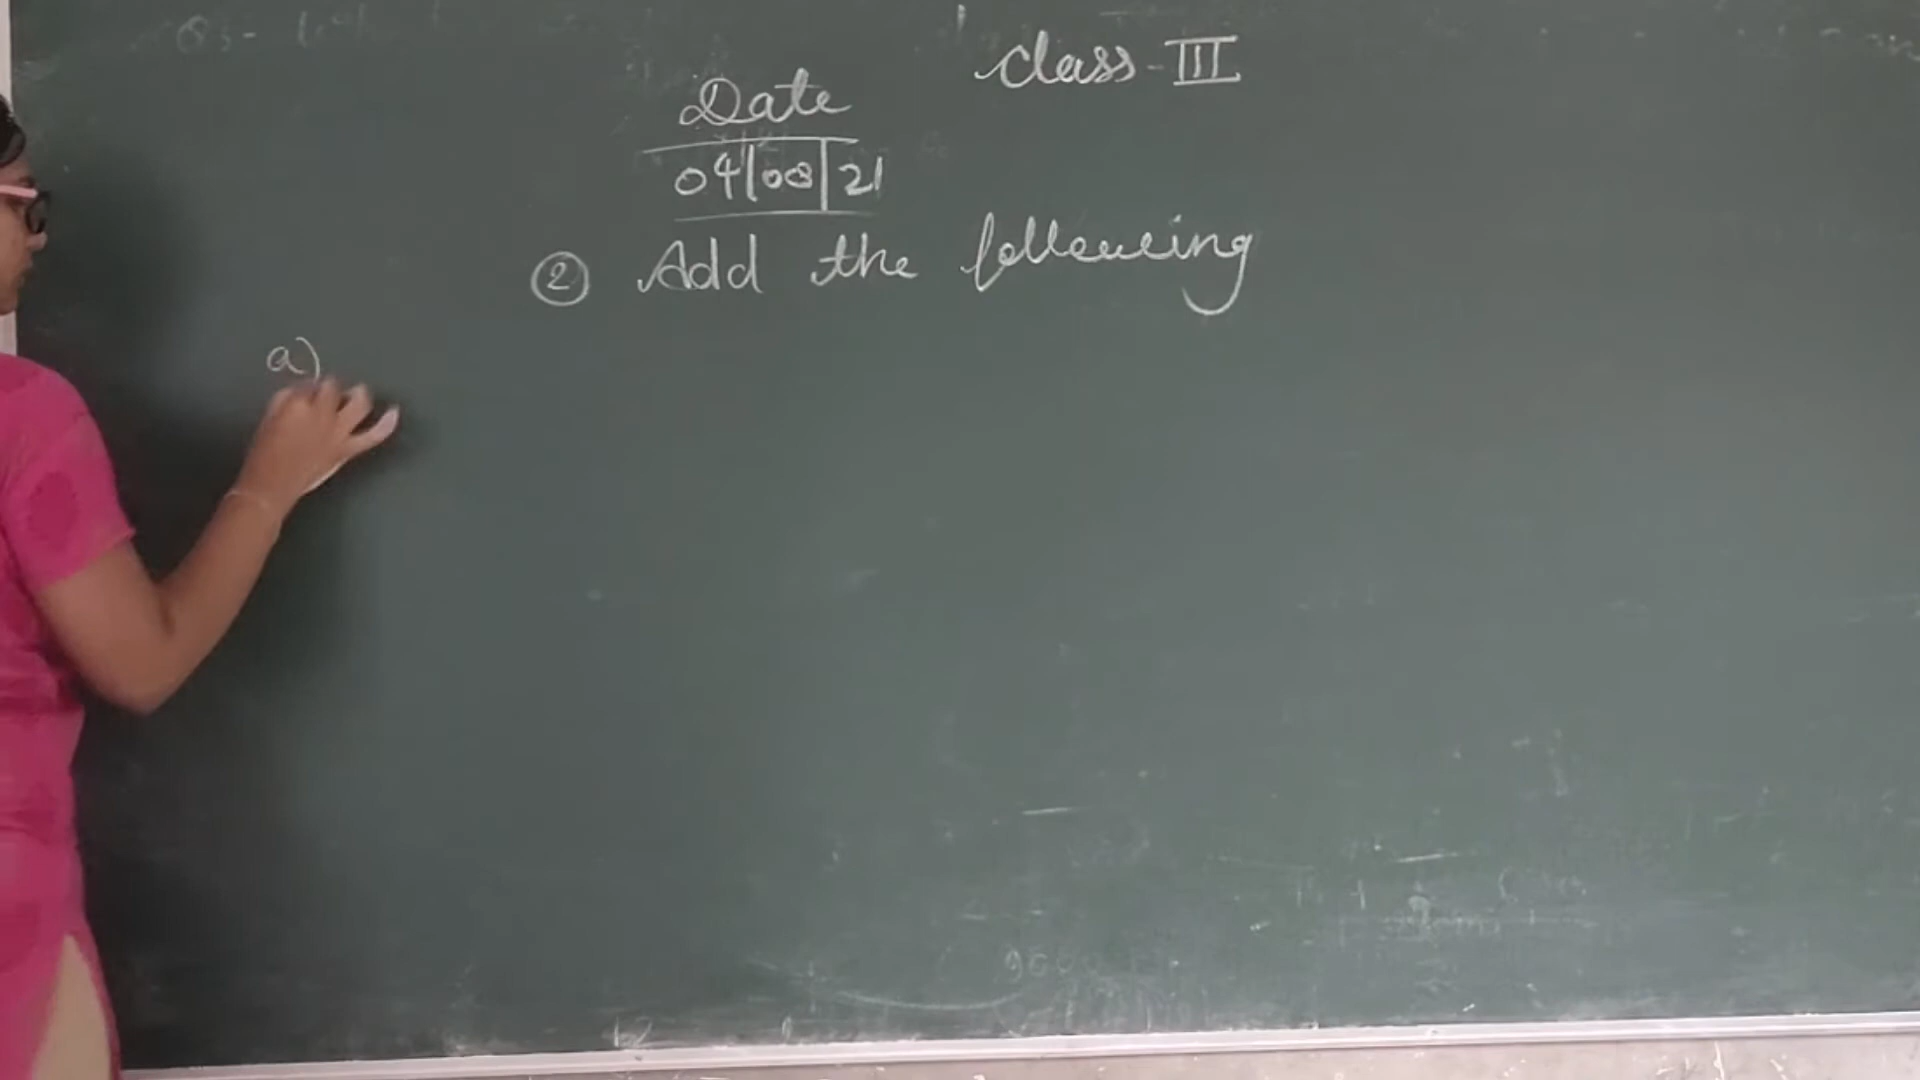 Class-III
Date
04|08|21
② Add the following
a)